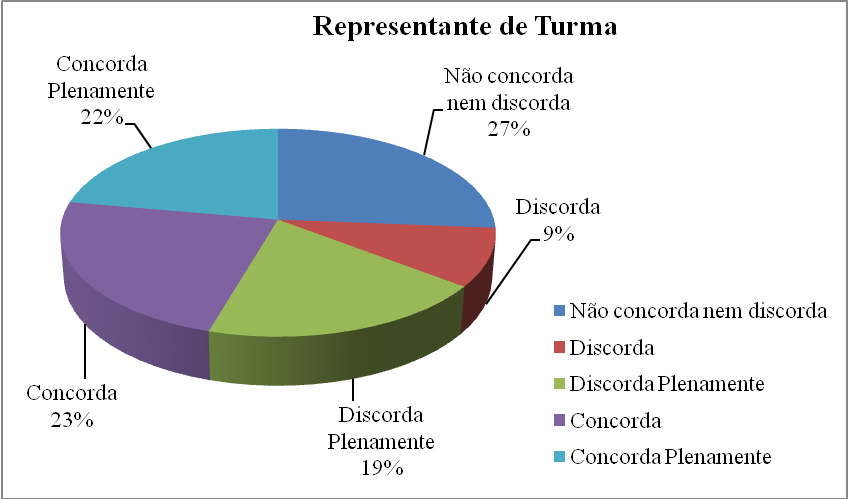 Representante de Turma
Concorda
Plenamente
22%
Não concorda
nem discorda
27%
Discorda
9%
Concorda
23%
Discorda
Plenamente
19%
Não concorda nem discorda
Discorda
Discorda Plenamente
Concorda
Concorda Plenamente